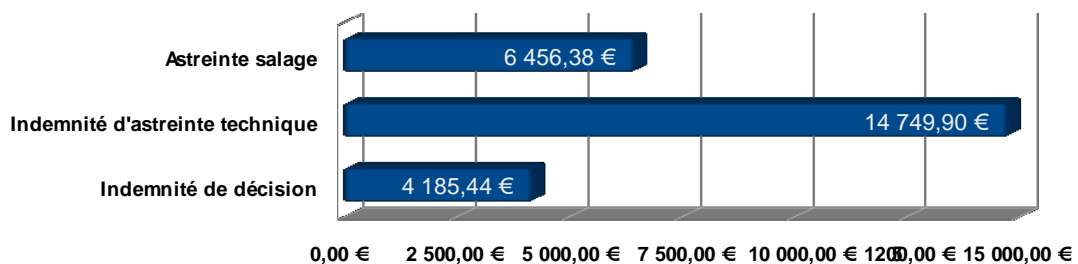 Astreinte salage
6 456,38 €
Indemnité d'astreinte technique
14 749,90 €
Indemnité de décision
4 185,44 €
0,00 € 2 500,00 € 5 000,00 € 7 500,00 € 10 000,00 € 15 000,00 €